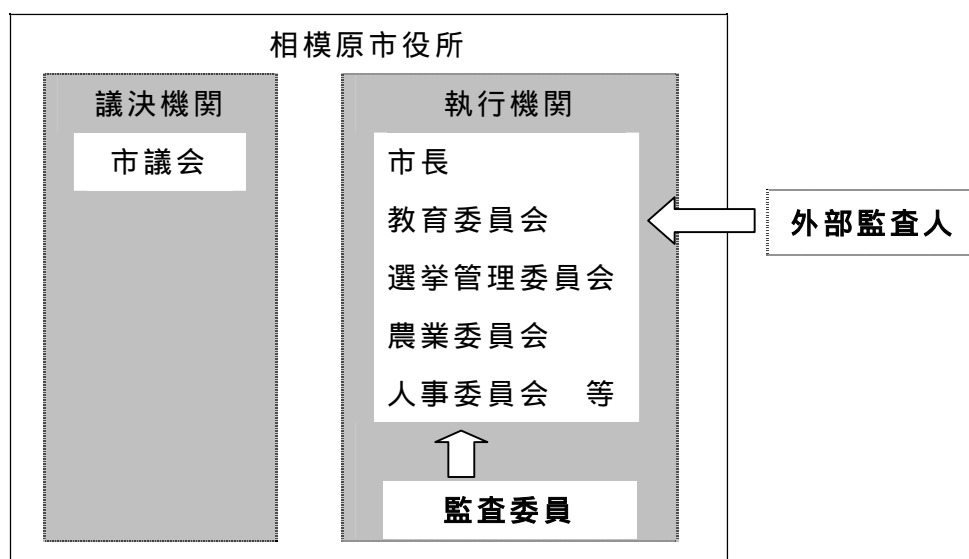 相模原市役所
議決機関
市議会
執行機関
市長
教育委員会
選挙管理委員会
農業委員会
人事委員会　等
監査委員
外部監査人